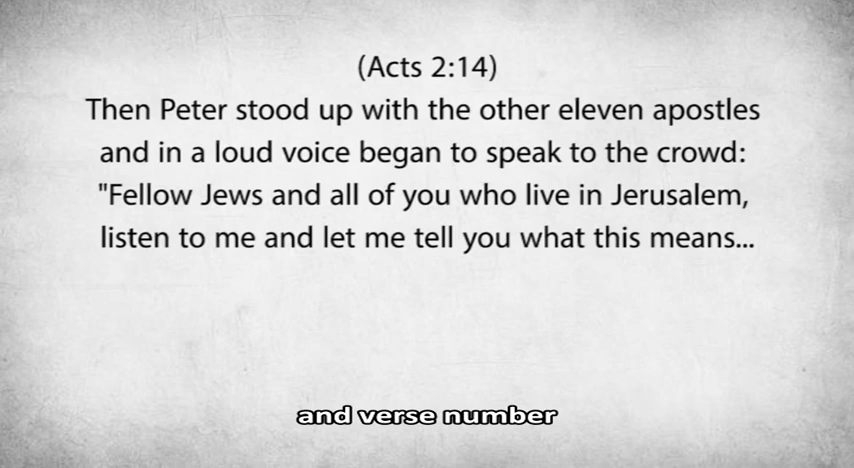 (Acts 2:14)
Then Peter stood up with the other eleven apostles
and in a loud voice began to speak to the crowd:
"Fellow Jews and all of you who live in Jerusalem,
listen to me and let me tell you what this means...
and verse number